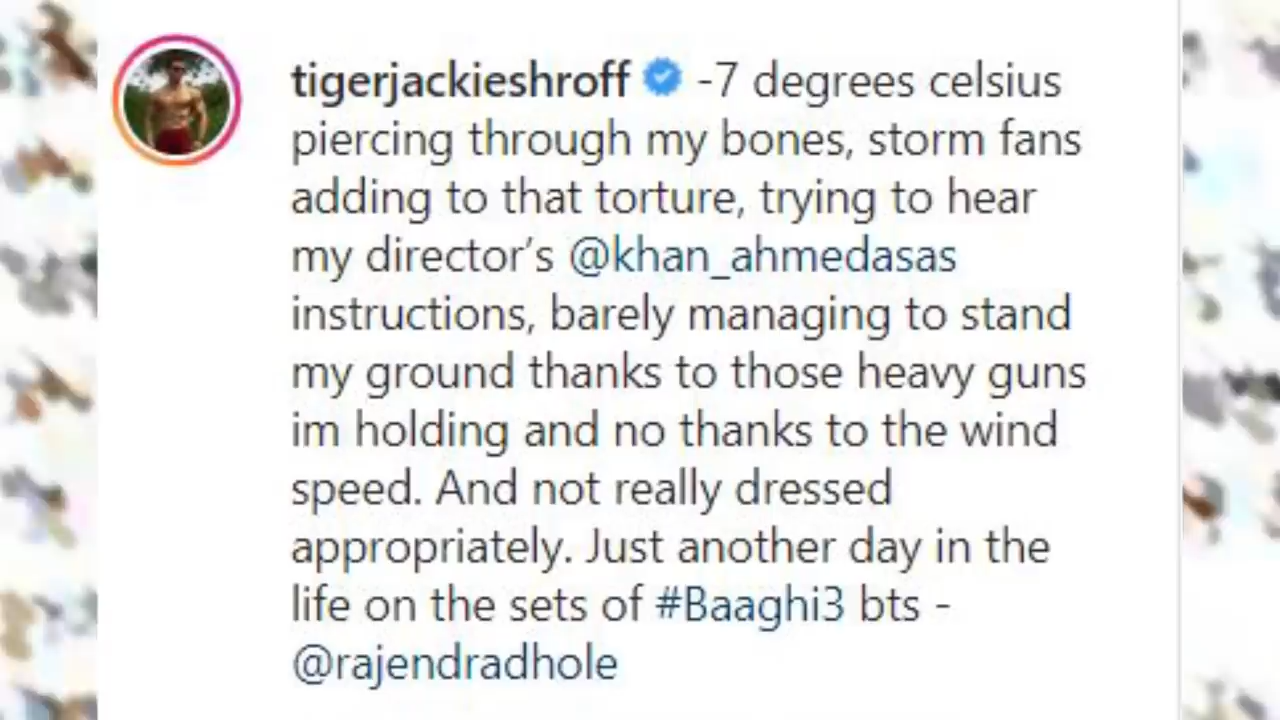 tigerjackieshroff -7 degrees celsius
piercing through my bones, storm fans
adding to that torture, trying to hear
my director’s @khan_ahmedasas
instructions, barely managing to stand
my ground thanks to those heavy guns
im holding and no thanks to the wind
speed. And not really dressed
appropriately. Just another day in the
life on the sets of #Baaghi3 bts -
@rajendradhole